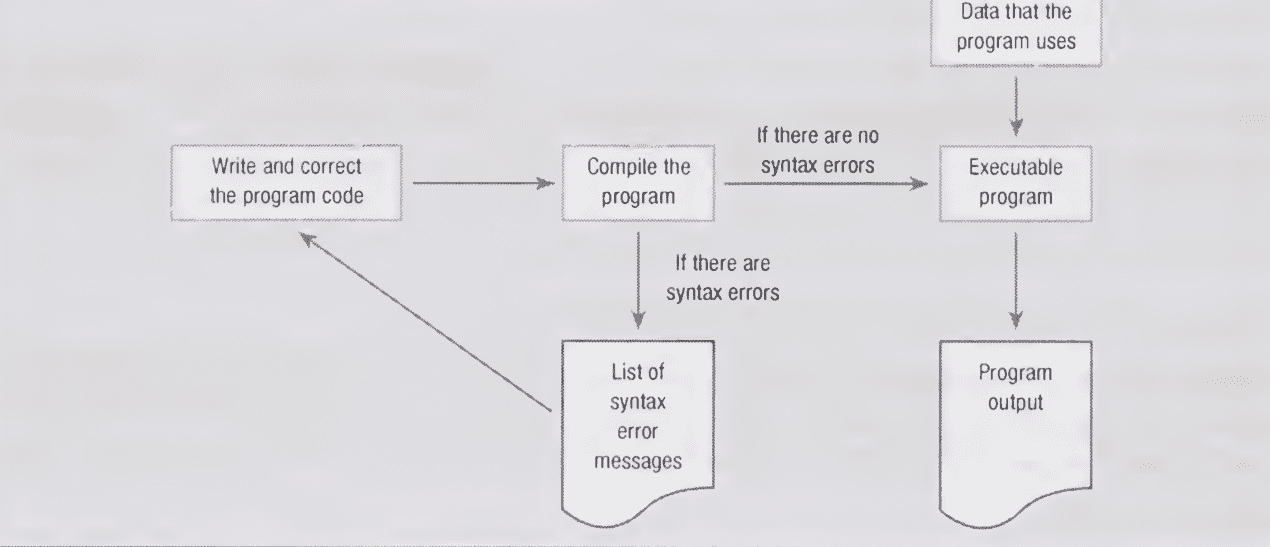 Data that the
program uses
If there are no
syntax errors
Write and correct
the program code
Compile the
program
Executable
program
If there are
syntax errors
List of
syntax
error
messages
Program
output